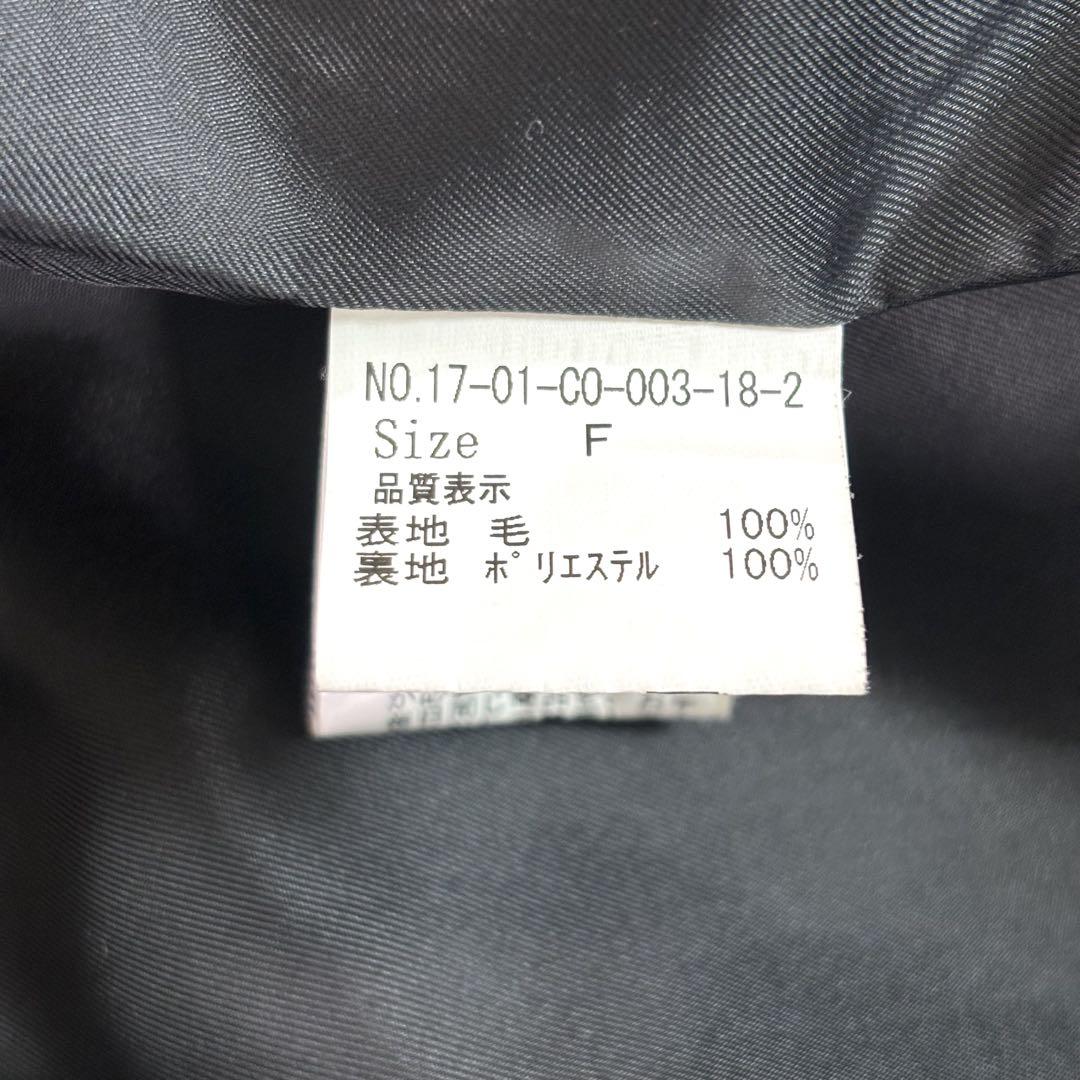 NO.17-01-CO-003-18-2
Size F
品質表示
表地 毛 100%
裏地 ポリエステル 100%